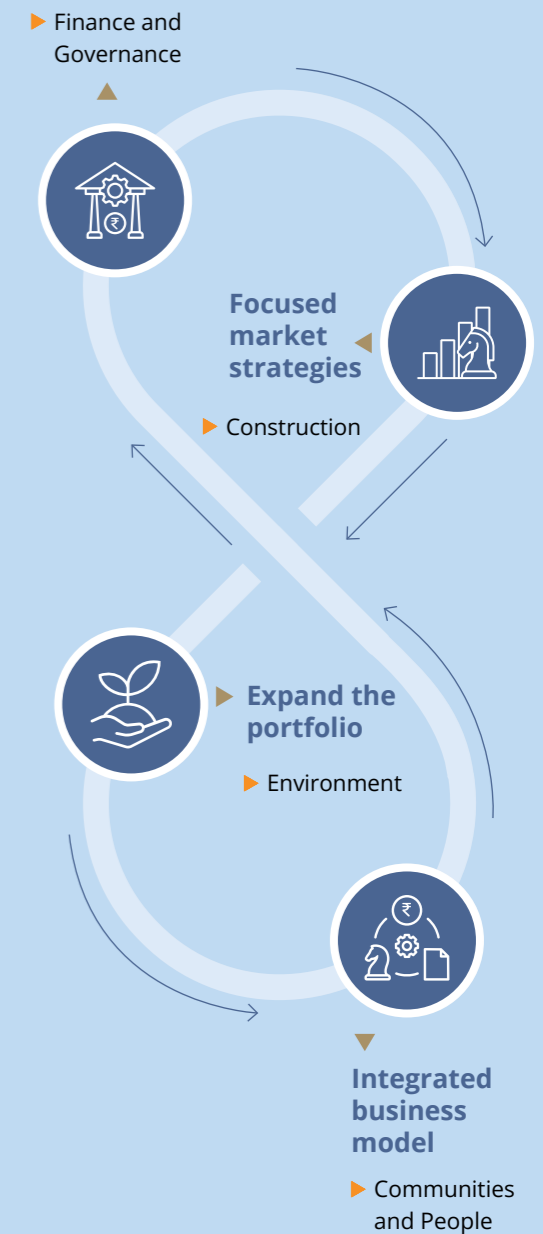 Finance and
Governance
₹
Focused
market
strategies
Construction
Expand the
portfolio
Environment
₹
Integrated
business
model
Communities
and People